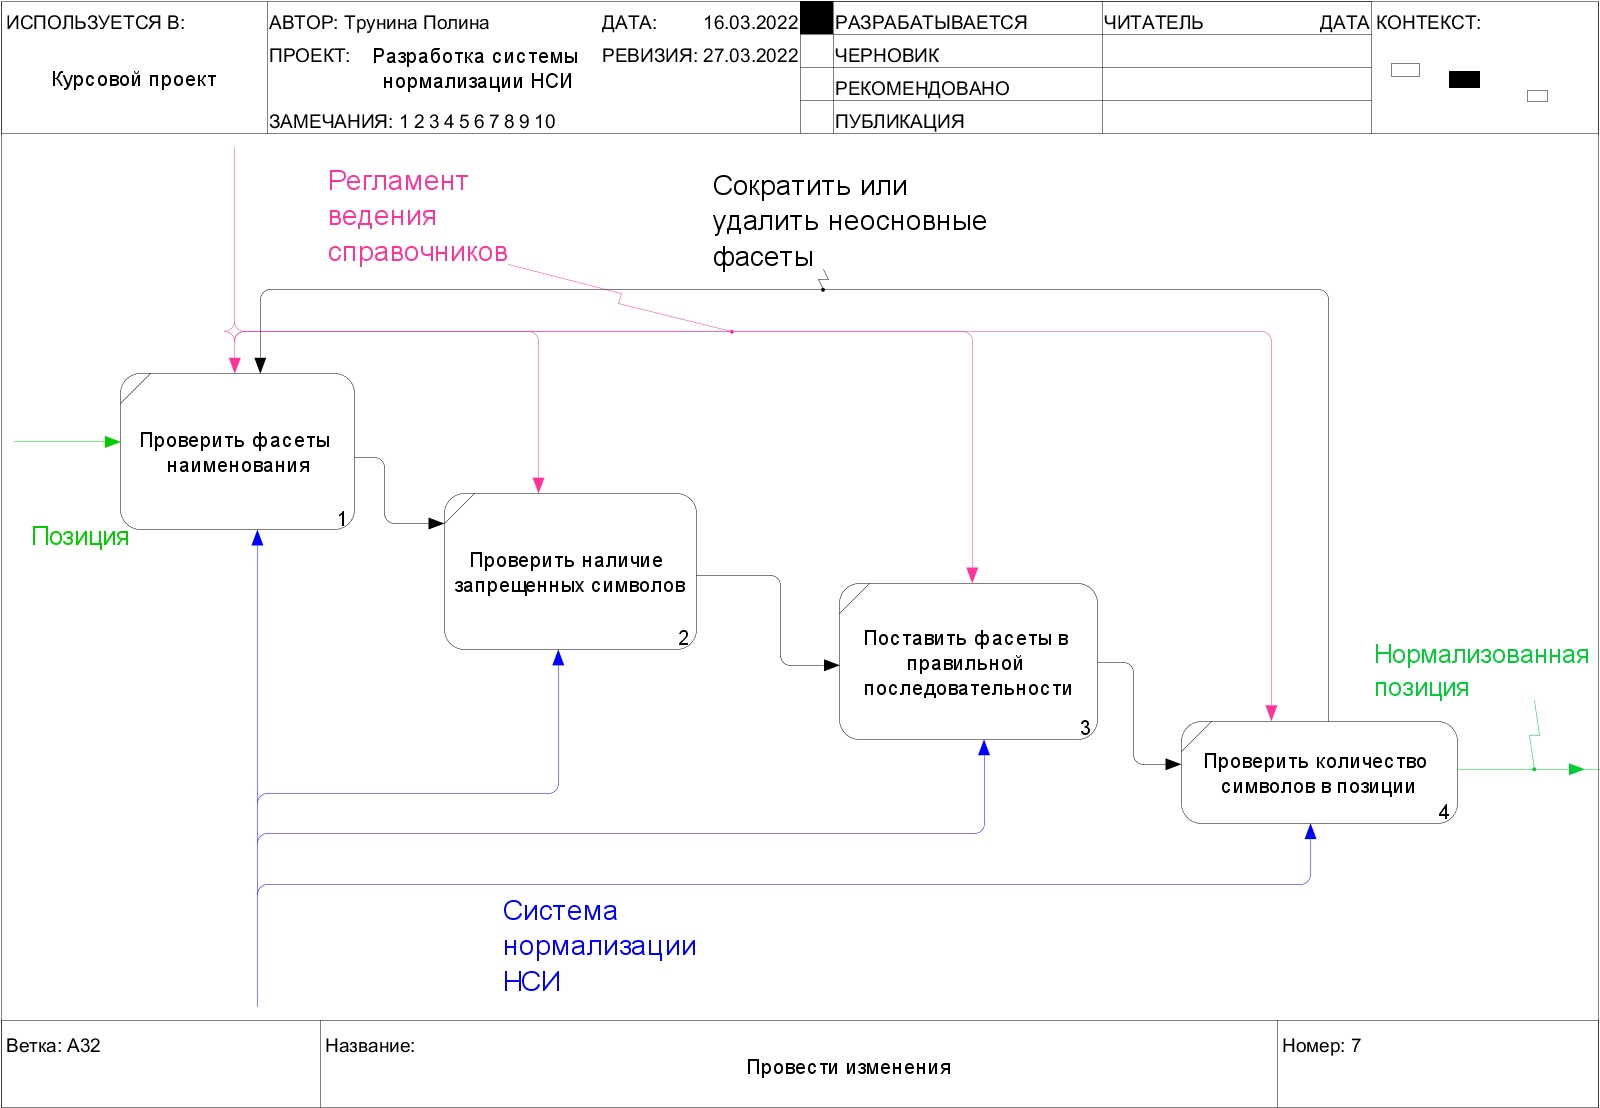 ИСПОЛЬЗУЕТСЯ В:
Курсовой проект
АВТОР: Трунина Полина
ДАТА: 16.03.2022
ПРОЕКТ: Разработка системы
нормализации НСИ
РЕВИЗИЯ: 27.03.2022
ЗАМЕЧАНИЯ: 1 2 3 4 5 6 7 8 9 10
РАЗРАБАТЫВАЕТСЯ
ЧЕРНОВИК
РЕКОМЕНДОВАНО
ПУБЛИКАЦИЯ
ЧИТАТЕЛЬ ДАТА
КОНТЕКСТ:
Регламент
ведения
справочников
Сократить или
удалить неосновные
фасеты
Проверить фасеты
наименования
1
Позиция
Проверить наличие
запрещенных символов
2
Поставить фасеты в
правильной
последовательности
3
Нормализованная
позиция
Проверить количество
символов в позиции
4
Система
нормализации
НСИ
Ветка: A32
Название:
Провести изменения
Номер: 7